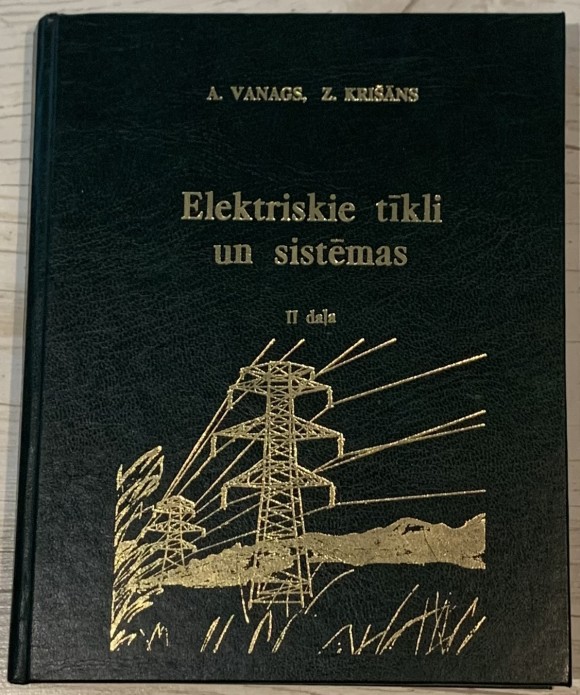 A. VANAGS, Z. KRIŠĀNS
Elektriskie tīkli
un sistēmas
II daļa